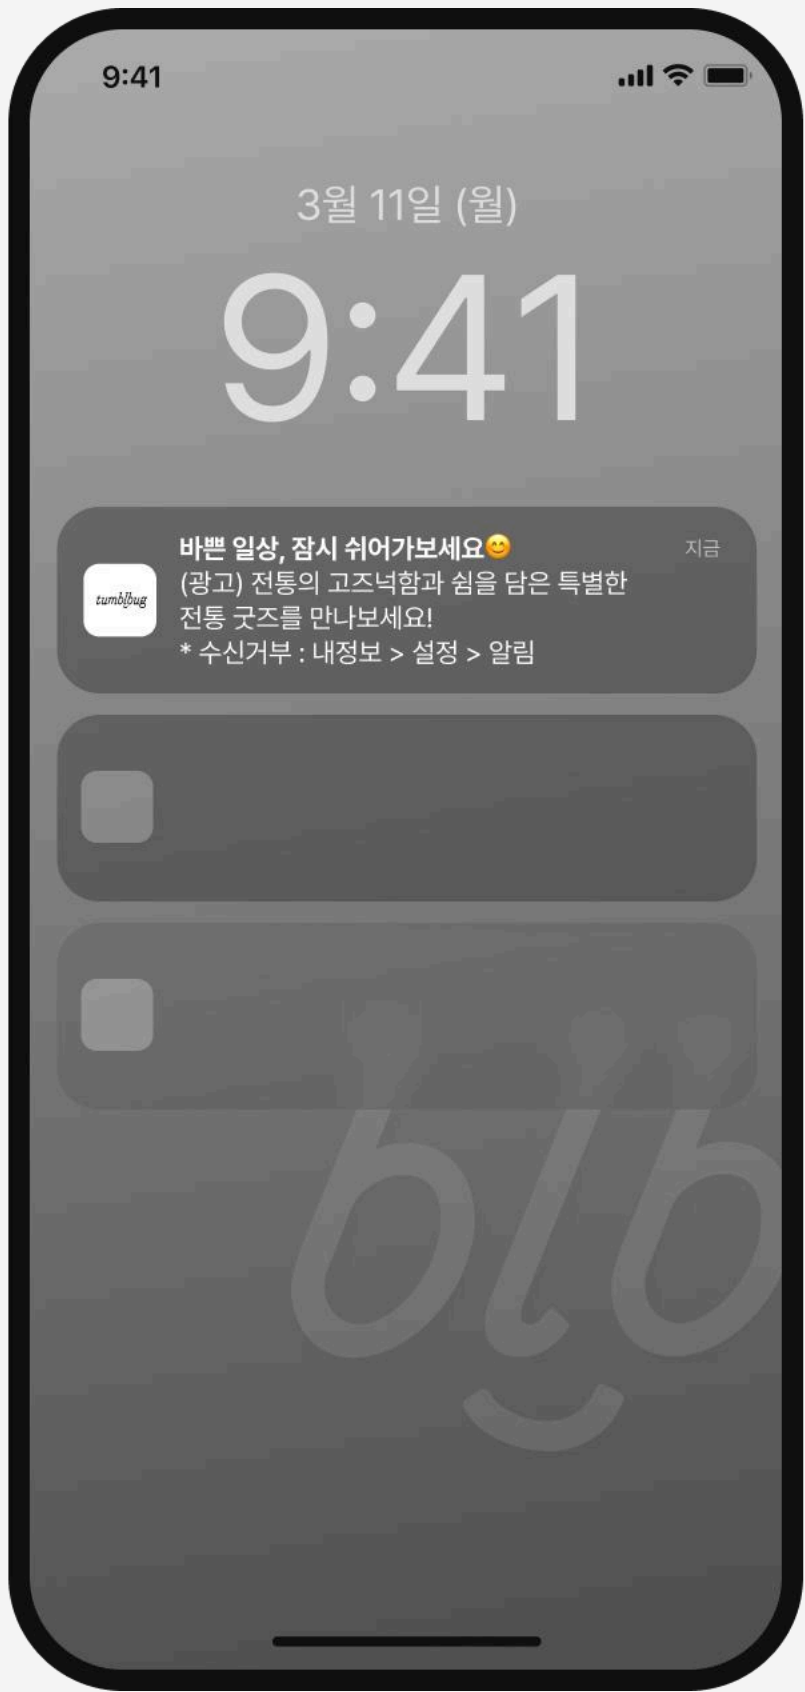 9:41
3월 11일 (월)
9:41
바쁜 일상, 잠시 쉬어가보세요😊
지금
tumblbug
(광고) 전통의 고즈넉함과 쉼을 담은 특별한
전통 굿즈를 만나보세요!
* 수신거부 : 내정보 > 설정 > 알림
blb